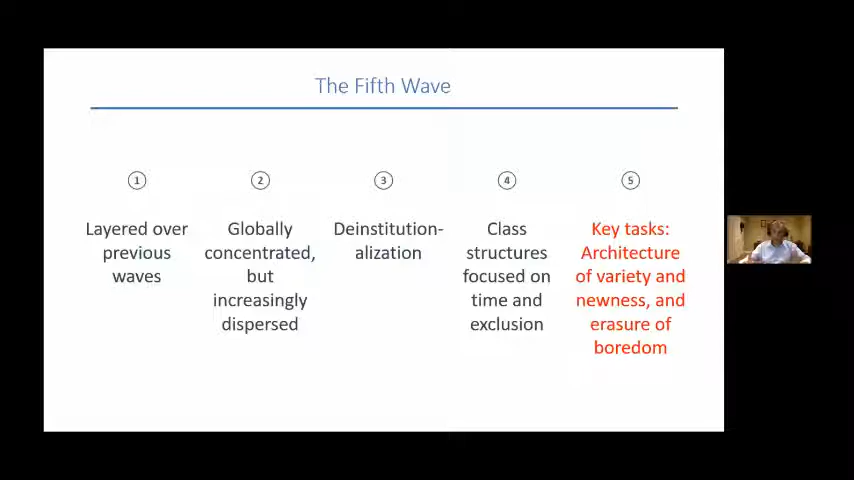 The Fifth Wave
1
Layered over
previous
waves
2
Globally
concentrated,
but
increasingly
dispersed
3
Deinstitution-
alization
4
Class
structures
focused on
time and
exclusion
5
Key tasks:
Architecture
of variety and
newness, and
erasure of
boredom